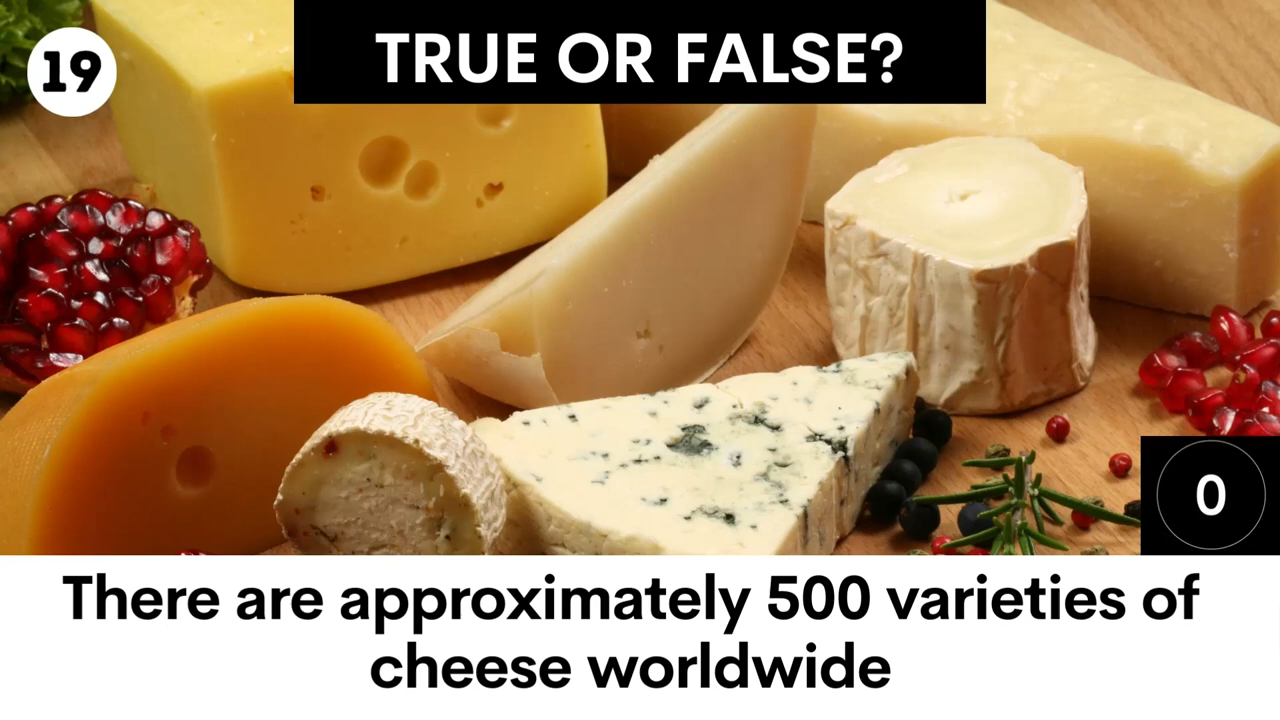 19
TRUE OR FALSE?
0
There are approximately 500 varieties of
cheese worldwide